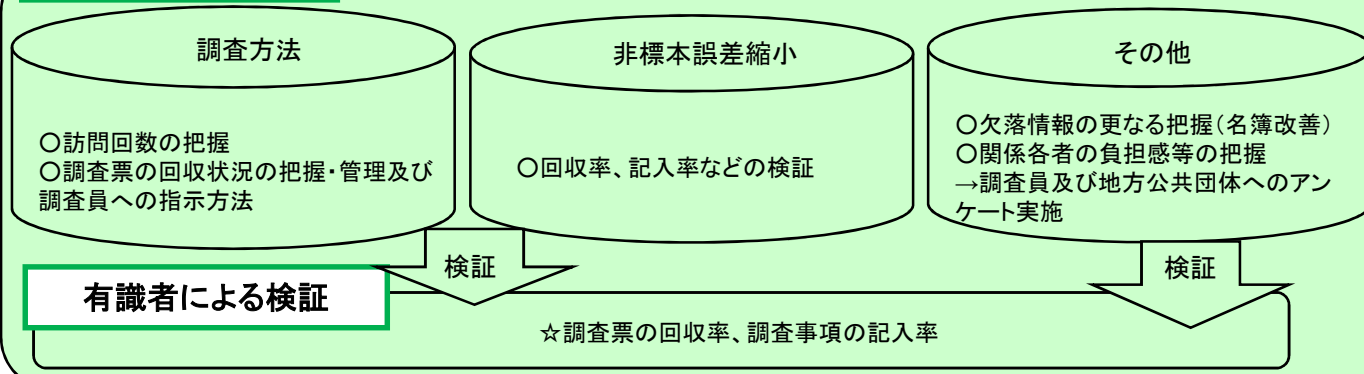 調査方法
〇訪問回数の把握
〇調査票の回収状況の把握・管理及び
調査員への指示方法
非標本誤差縮小
〇回収率、記入率などの検証
その他
〇欠落情報の更なる把握(名簿改善)
〇関係各者の負担感等の把握
→調査員及び地方公共団体へのアン
ケート実施
検証
検証
有識者による検証
☆調査票の回収率、調査事項の記入率